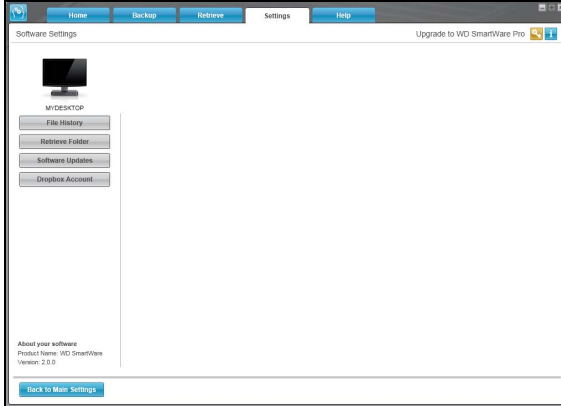 Home Backup Retrieve Settings Help
Software Settings Upgrade to WD SmartWare Pro
MYDESKTOP
File History
Retrieve Folder
Software Updates
Dropbox Account
About your software
Product Name: WD SmartWare
Version: 2.0.0
Back to Main Settings